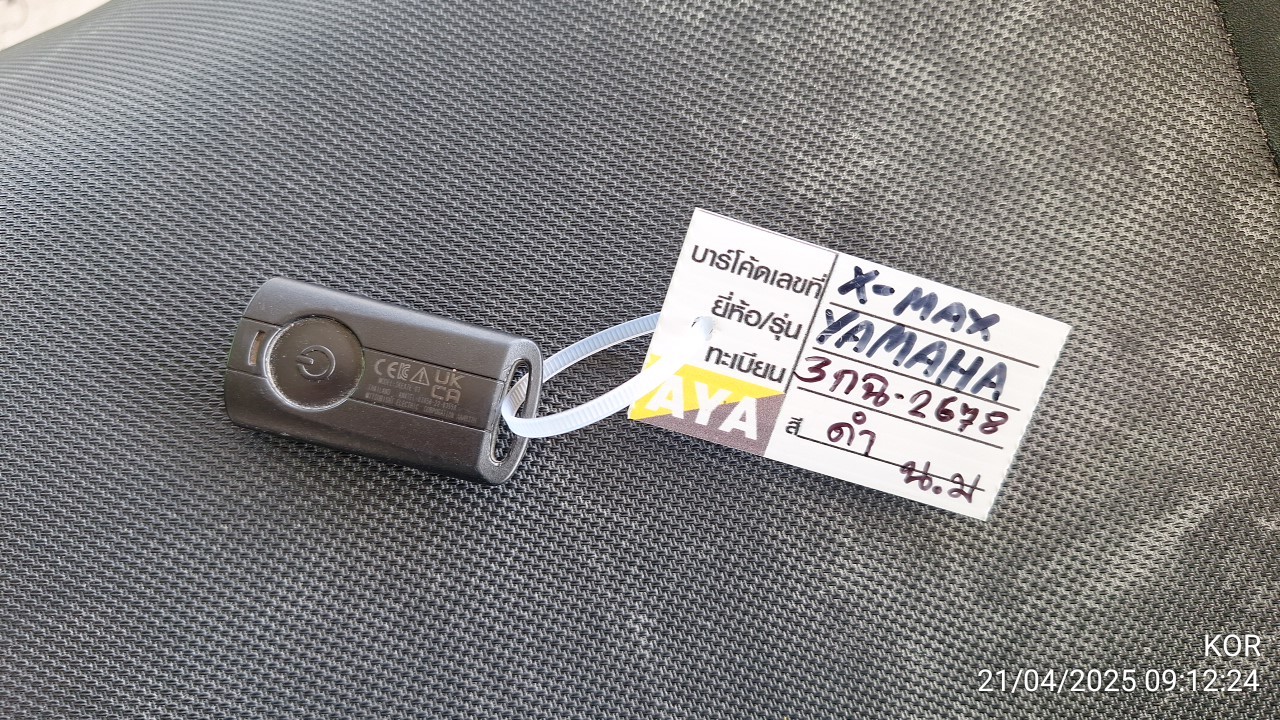 บาร์โค้ดเลขที่ X-MAX
ยี่ห้อ/รุ่น YAMAHA
ทะเบียน 3กฉ-2678
AYA สี ดำ
น.ม
CE UK
CA
KOR
21/04/2025 09:12:24